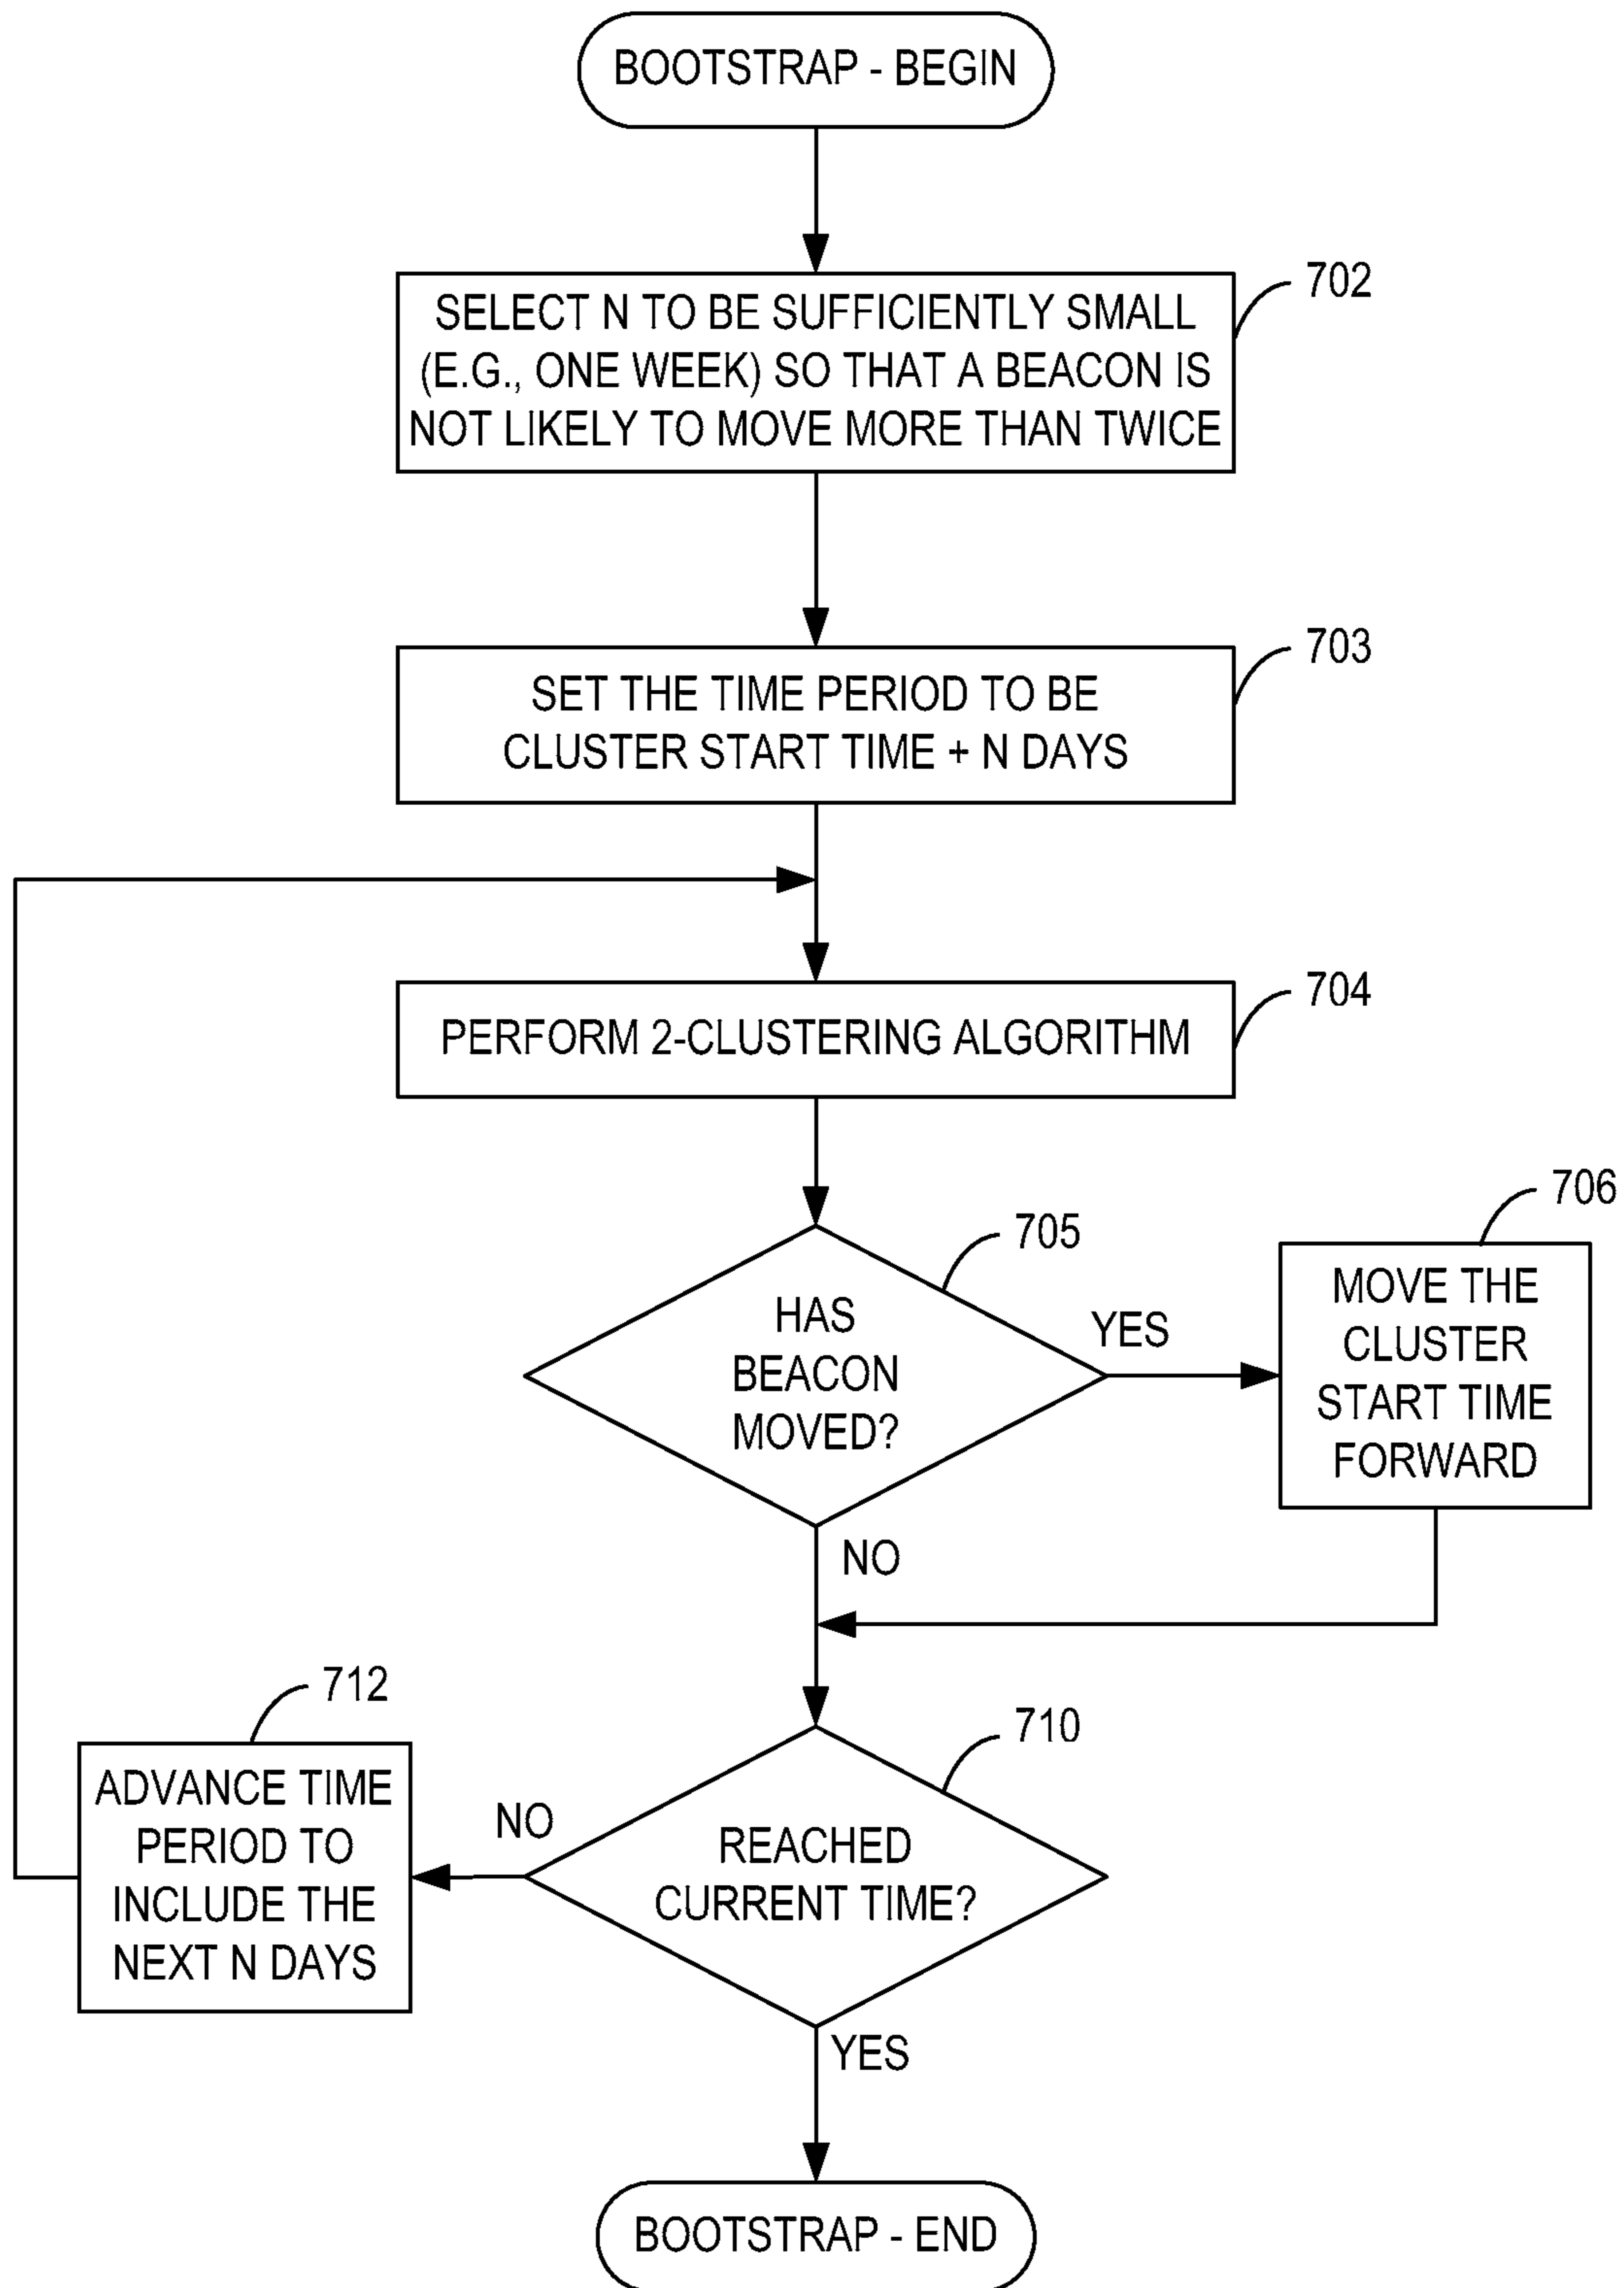 BOOTSTRAP - BEGIN
702
SELECT N TO BE SUFFICIENTLY SMALL
(E.G., ONE WEEK) SO THAT A BEACON IS
NOT LIKELY TO MOVE MORE THAN TWICE
703
SET THE TIME PERIOD TO BE
CLUSTER START TIME + N DAYS
704
PERFORM 2-CLUSTERING ALGORITHM
705
HAS
BEACON
MOVED?
YES
706
MOVE THE
CLUSTER
START TIME
FORWARD
NO
712
ADVANCE TIME
PERIOD TO
INCLUDE THE
NEXT N DAYS
NO
710
REACHED
CURRENT TIME?
YES
BOOTSTRAP - END